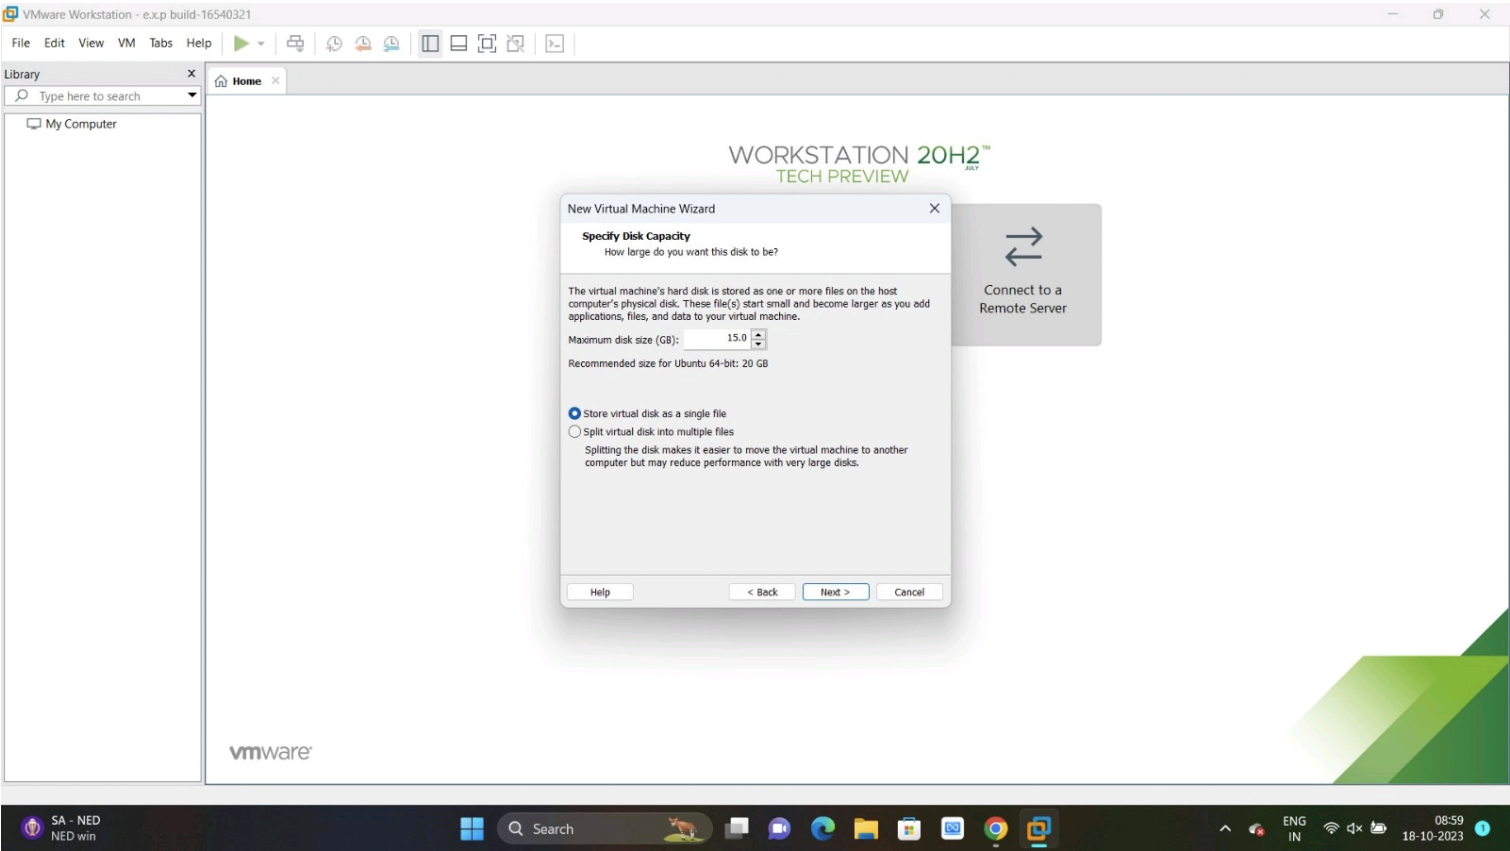 VMware Workstation - e.x.p build-16540321
File Edit View VM Tabs Help
Library X
Home
Type here to search
My Computer
WORKSTATION 20H2™
JULY
TECH PREVIEW
New Virtual Machine Wizard
Specify Disk Capacity
How large do you want this disk to be?
The virtual machine's hard disk is stored as one or more files on the host
computer's physical disk. These file(s) start small and become larger as you add
applications, files, and data to your virtual machine.
Maximum disk size (GB): 15.0
Recommended size for Ubuntu 64-bit: 20 GB
Store virtual disk as a single file
Split virtual disk into multiple files
Splitting the disk makes it easier to move the virtual machine to another
computer but may reduce performance with very large disks.
Help < Back Next > Cancel
Connect to a
Remote Server
vmware
SA - NED
NED win
Search
ENG
IN
08:59
18-10-2023
1